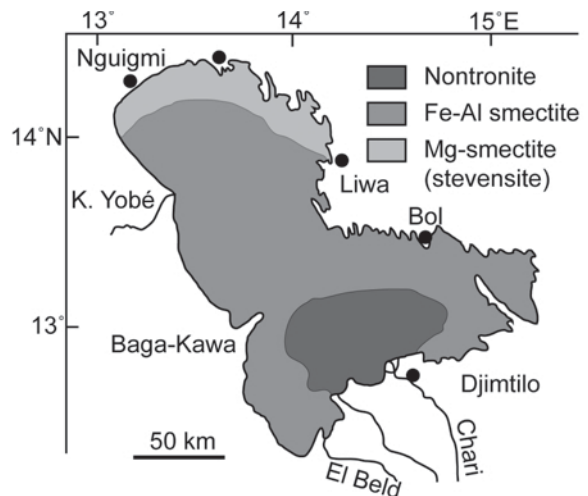 13° 14° 15°E
Nguigmi
Nontronite
Fe-Al smectite
Mg-smectite
(stevensite)
14°N
Liwa
K. Yobé
Bol
13°
Baga-Kawa
Djimtilo
50 km
El Beld
Chari